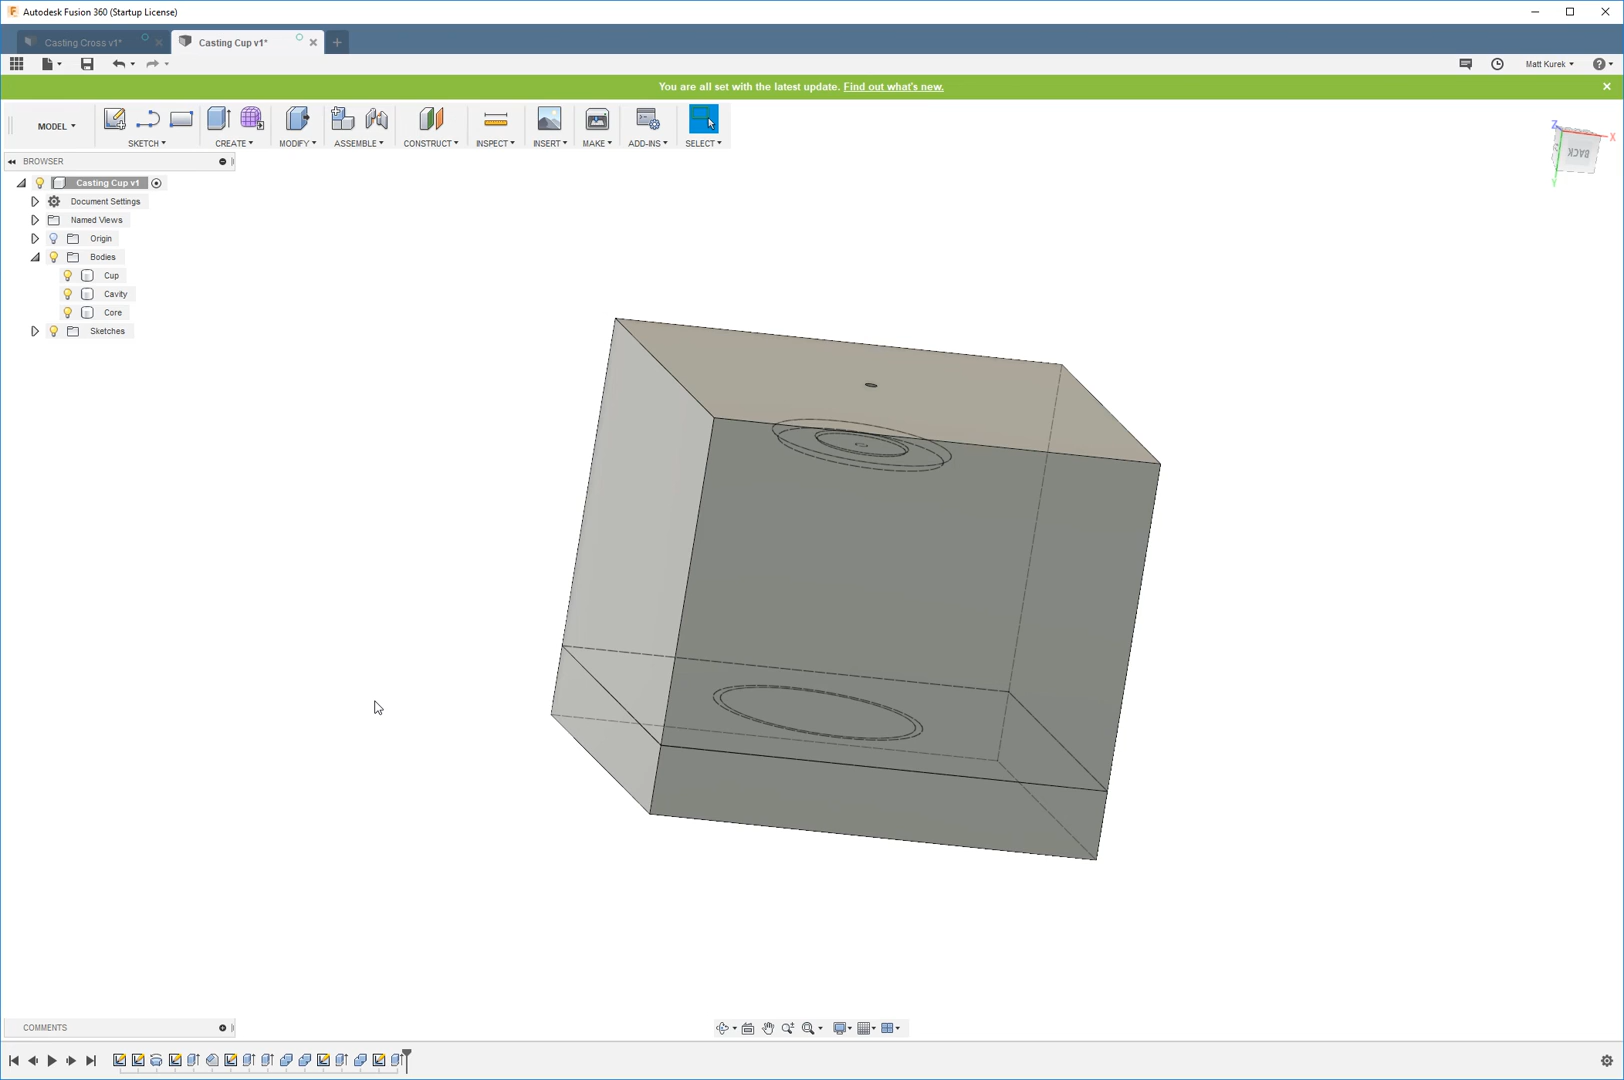 Autodesk Fusion 360 (Startup License)
Casting Cross v1*
Casting Cup v1*
Matt Kurek
You are all set with the latest update. Find out what's new.
MODEL
SKETCH
CREATE
MODIFY
ASSEMBLE
CONSTRUCT
INSPECT
INSERT
MAKE
ADD-INS
SELECT
Z
X
BACK
Y
BROWSER
Casting Cup v1
Document Settings
Named Views
Origin
Bodies
Cup
Cavity
Core
Sketches
COMMENTS